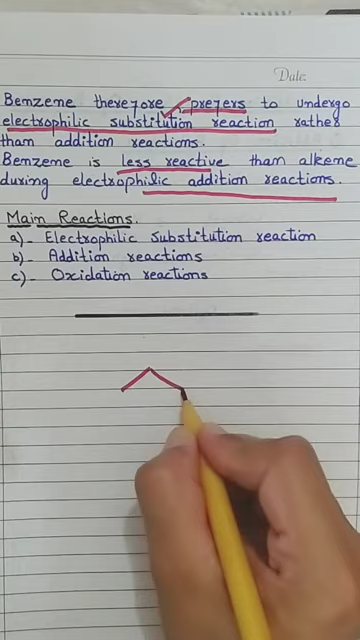 Date:
Benzene therefore prefers to undergo
electrophilic substitution reaction rather
than addition reactions.
Benzene is less reactive than alkene
during electrophilic addition reactions.
Main Reactions.
a)- Electrophilic Substitution reaction
b)- Addition reactions
c)- Oxidation reactions